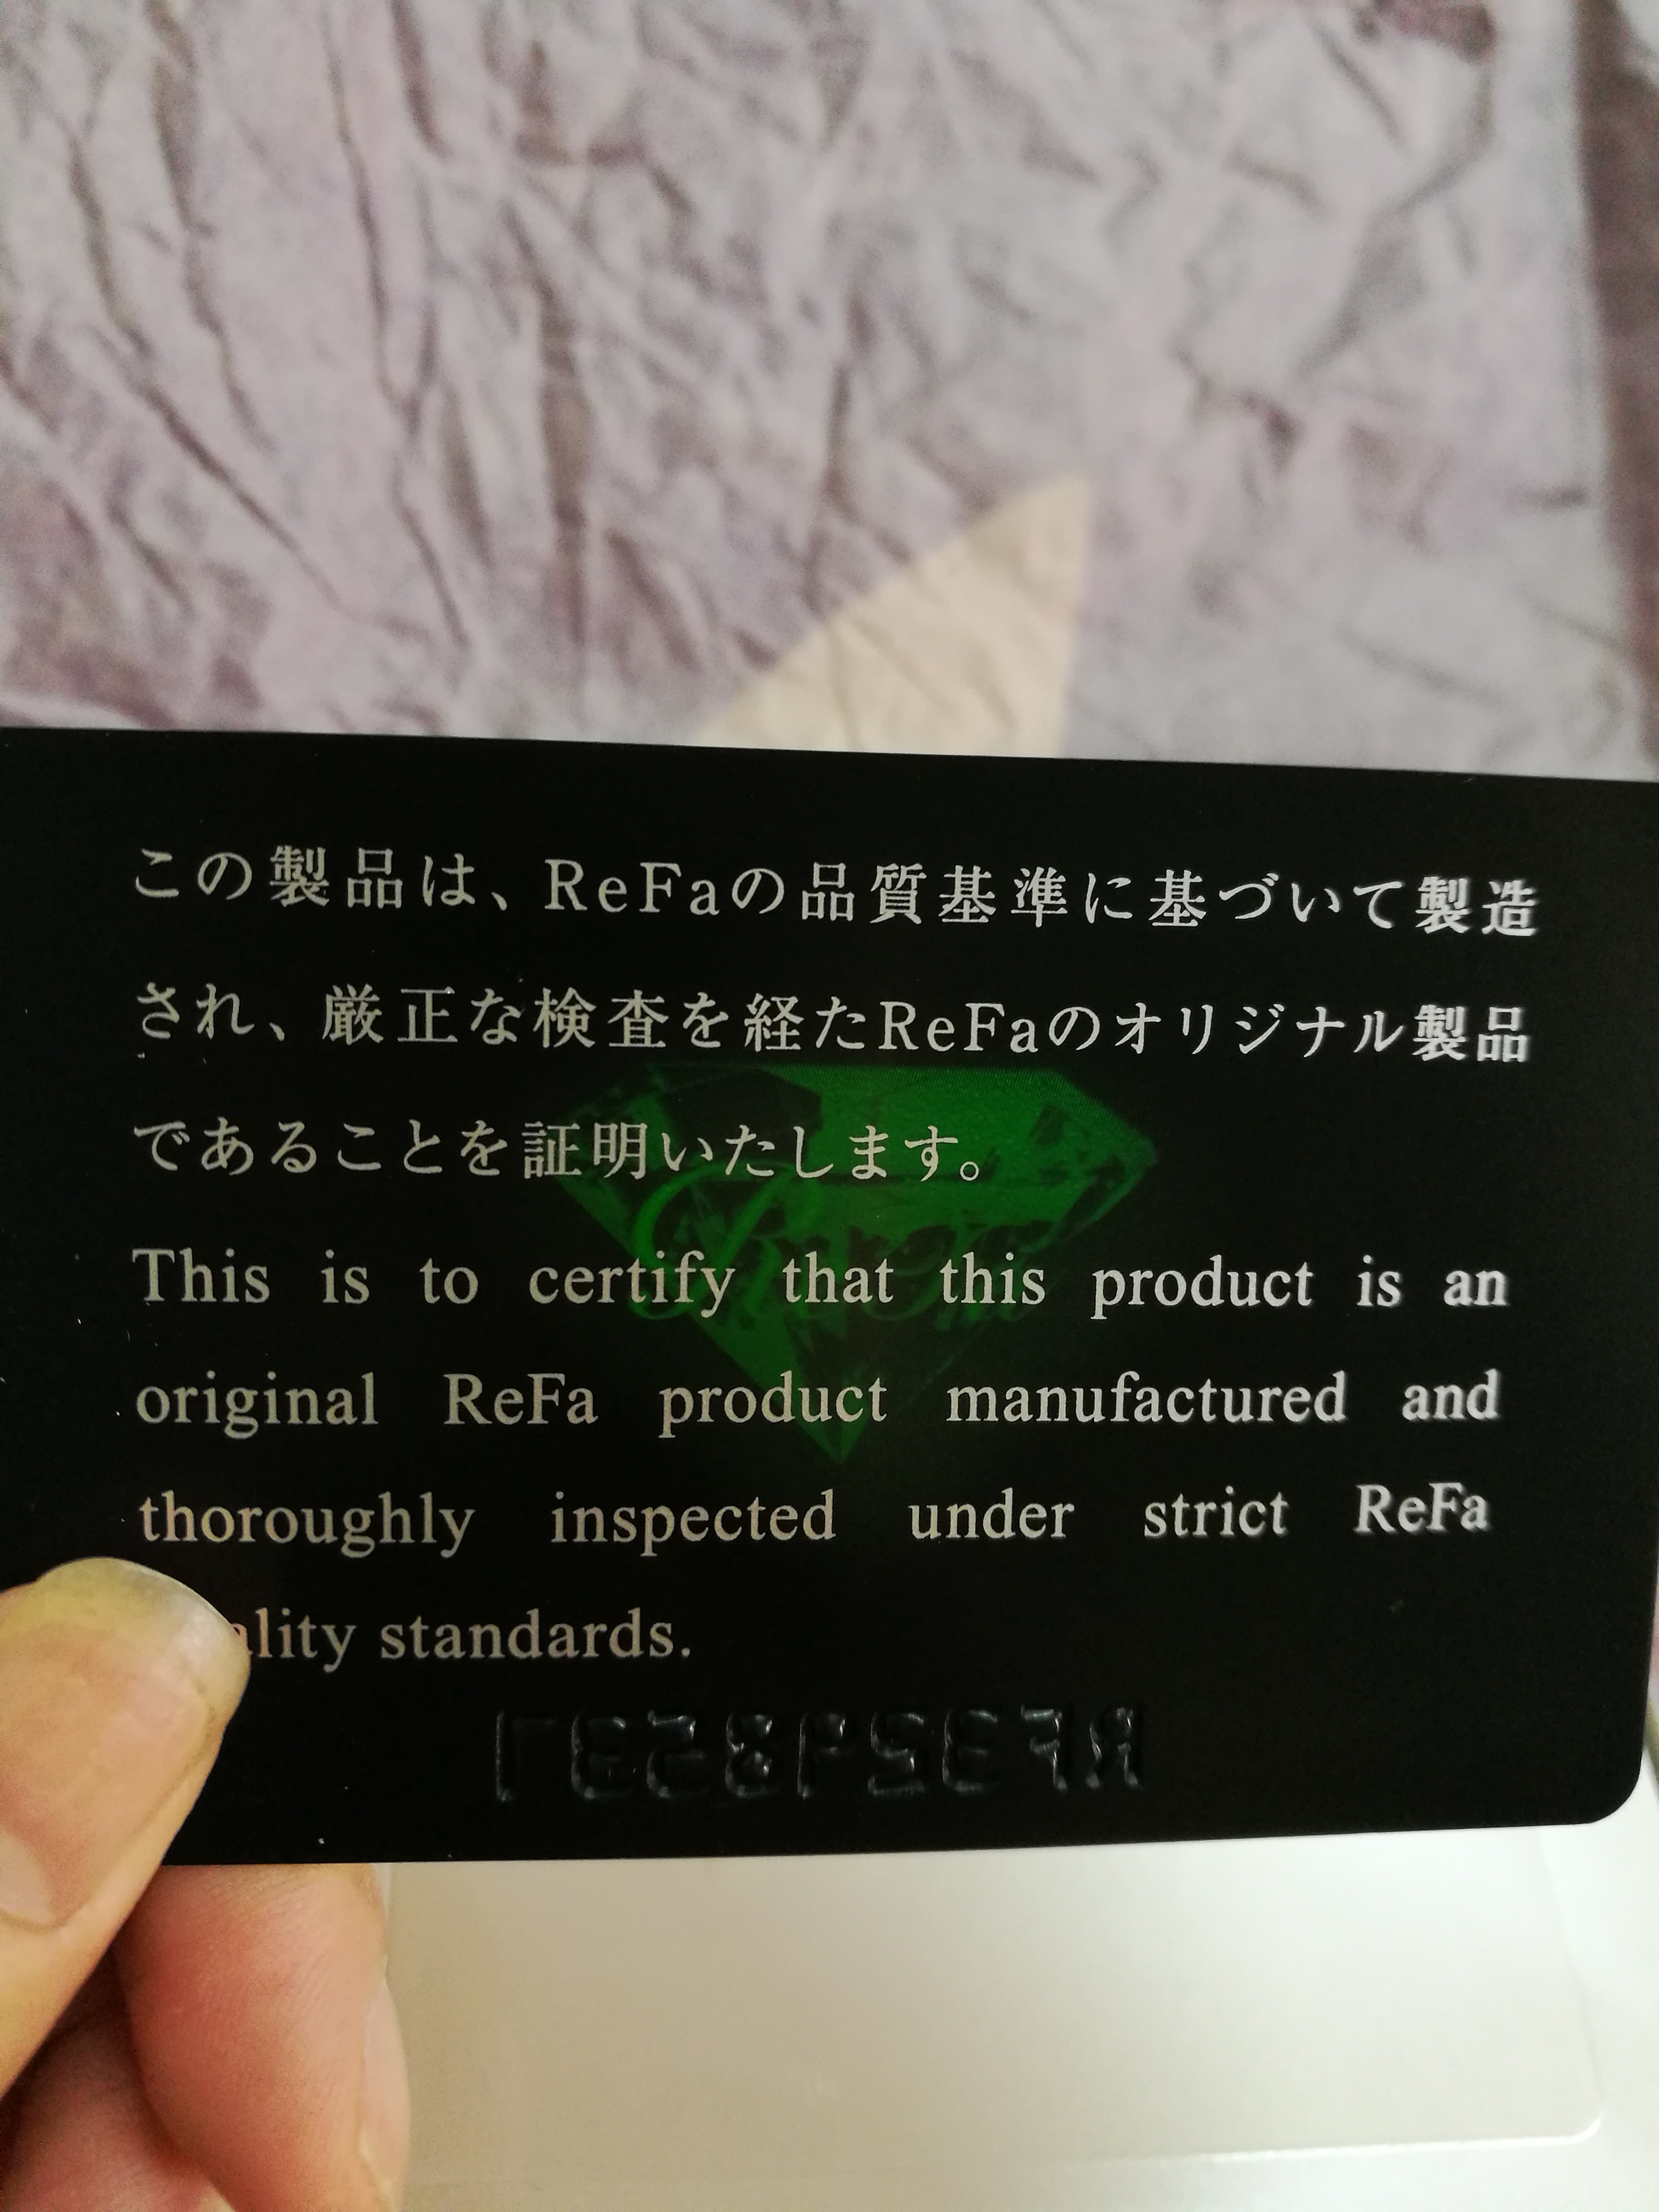 この製品は、ReFaの品質基準に基づいて製造
され、厳正な検査を経たReFaのオリジナル製品
であることを証明いたします。
This is to certify that this product is an
original ReFa product manufactured and
thoroughly inspected under strict ReFa
ality standards.